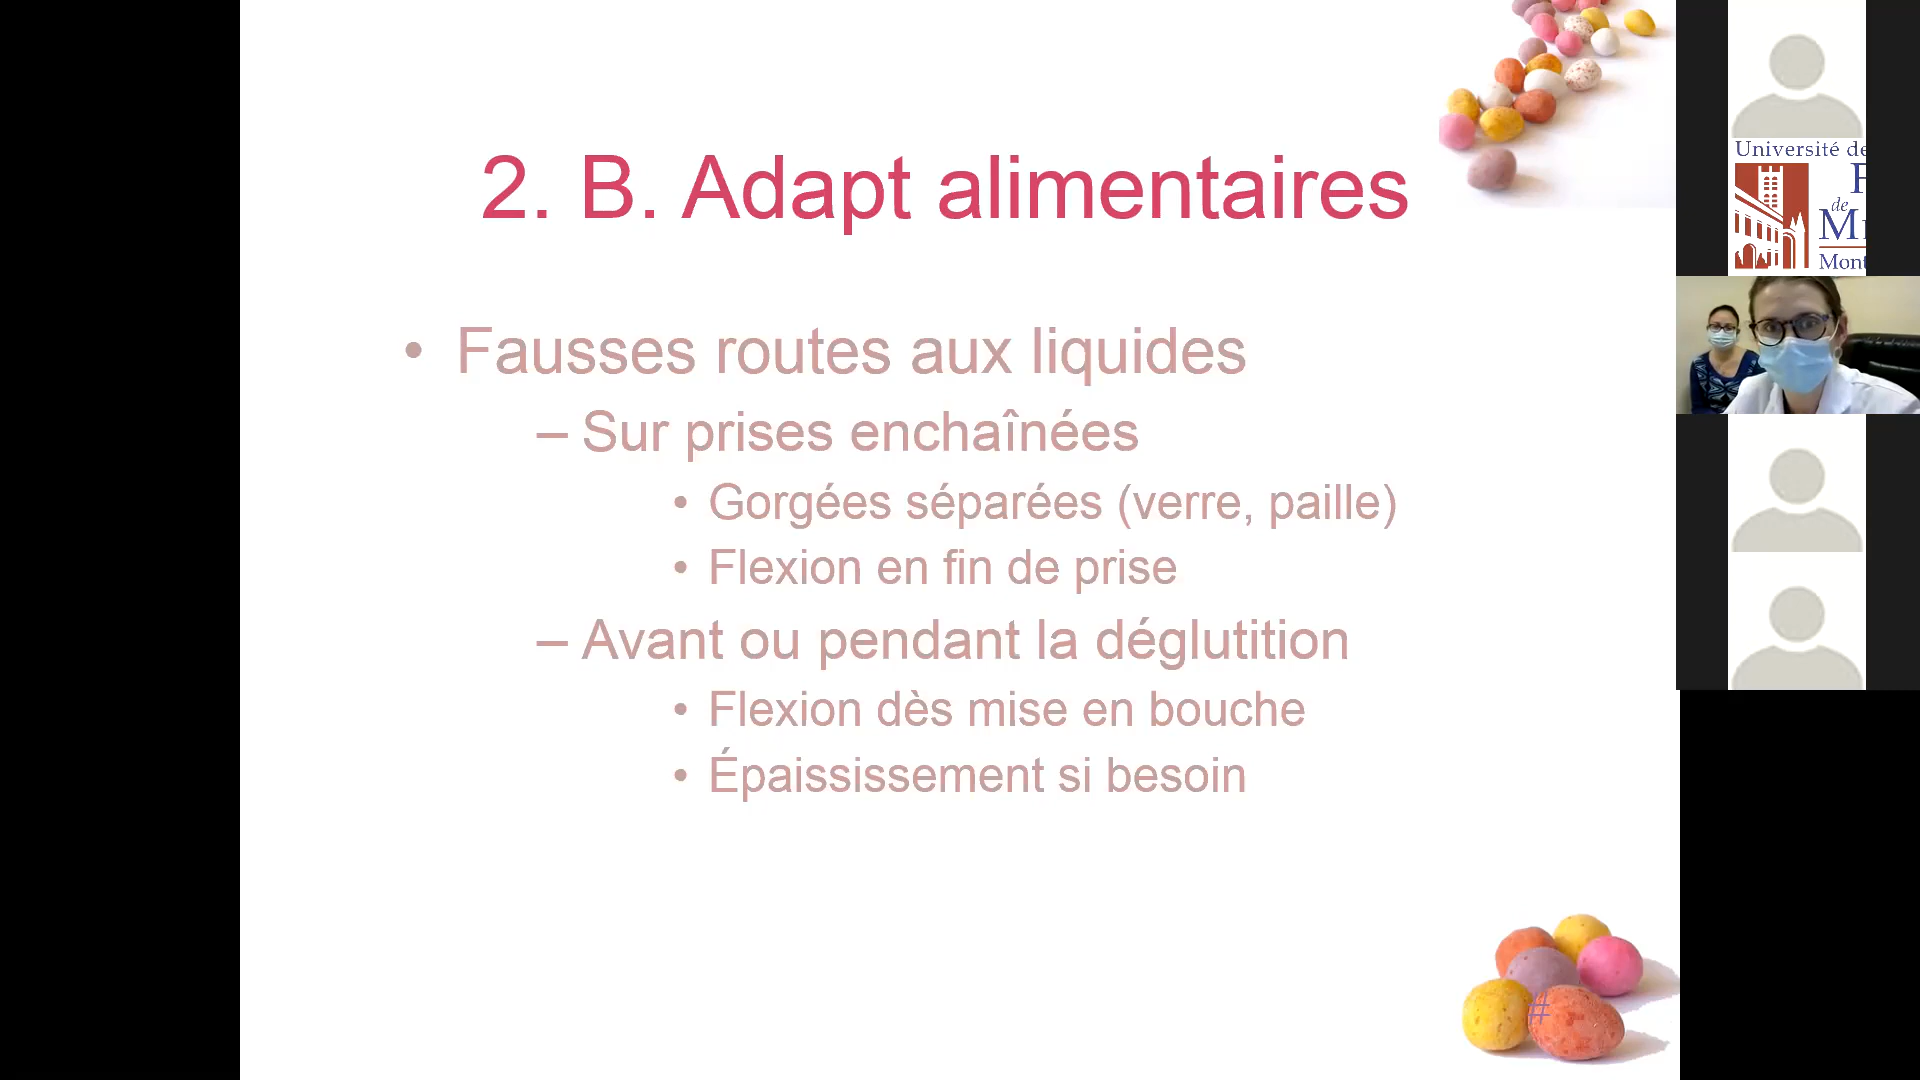 2. B. Adapt alimentaires
• Fausses routes aux liquides
– Sur prises enchaînées
• Gorgées séparées (verre, paille)
• Flexion en fin de prise
– Avant ou pendant la déglutition
• Flexion dès mise en bouche
• Épaississement si besoin
#
Université de
de
Mont